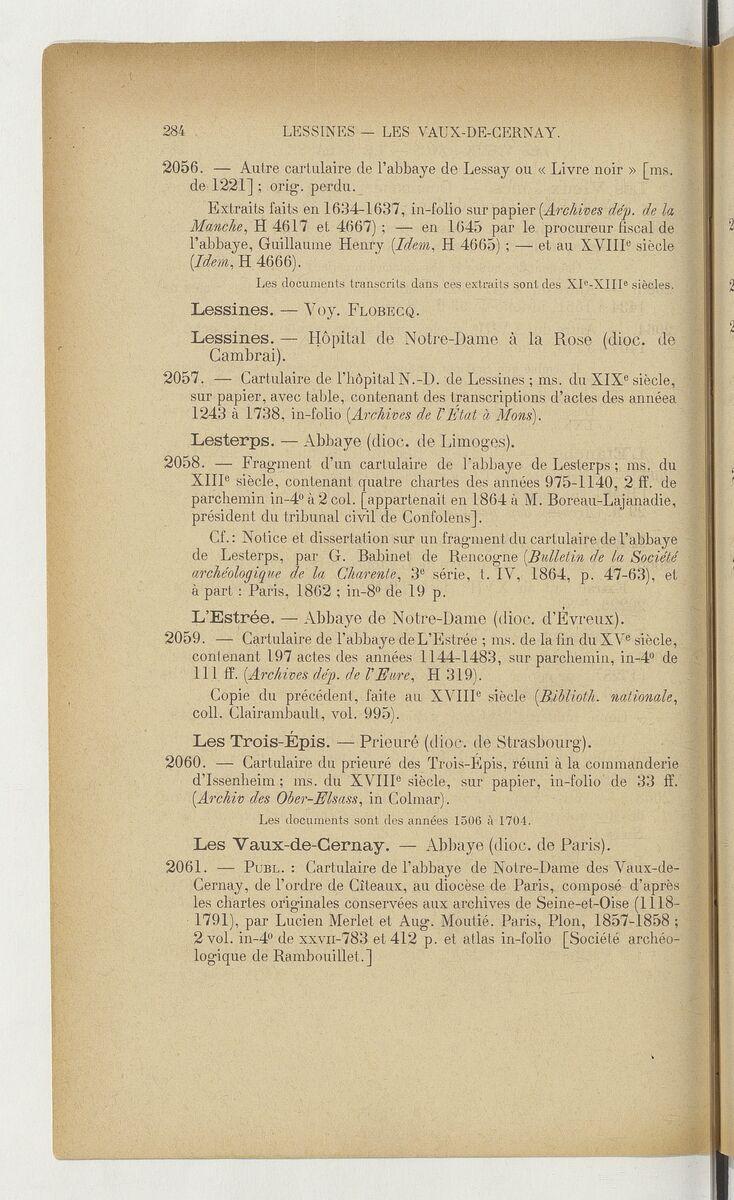 284 LESSINES — LES VAUX-DE-CERNAY.
2056. — Autre cartulaire de l'abbaye de Lessay ou « Livre noir » [ms.
de 1221] ; orig. perdu.
Extraits faits en 1634-1637, in-folio sur papier (Archives dép. de la
Manche, H 4617 et 4667) ; — en 1645 par le procureur fiscal de
l'abbaye, Guillaume Henry (Idem, H 4665) ; — et au XVIIIe siècle
(Idem, H 4666).
Les documents transcrits dans ces extraits sont des XIe-XIIIe siècles.
Lessines. — Voy. FLOBECQ.
Lessines. — Hôpital de Notre-Dame à la Rose (dioc. de
Cambrai).
2057. — Cartulaire de l'hôpital N.-D. de Lessines ; ms. du XIXe siècle,
sur papier, avec table, contenant des transcriptions d'actes des annéea
1243 à 1738, in-folio (Archives de l'État à Mons).
Lesterps. — Abbaye (dioc. de Limoges).
2058. — Fragment d'un cartulaire de l'abbaye de Lesterps ; ms. du
XIIIe siècle, contenant quatre chartes des années 975-1140, 2 ff. de
parchemin in-4º à 2 col. [appartenait en 1864 à M. Boreau-Lajanadie,
président du tribunal civil de Confolens].
Cf. : Notice et dissertation sur un fragment du cartulaire de l'abbaye
de Lesterps, par G. Babinet de Rencogne (Bulletin de la Société
archéologique de la Charente, 3e série, t. IV, 1864, p. 47-63), et
à part : Paris, 1862 ; in-8º de 19 p.
L'Estrée. — Abbaye de Notre-Dame (dioc. d'Évreux).
2059. — Cartulaire de l'abbaye de L'Estrée ; ms. de la fin du XVe siècle,
contenant 197 actes des années 1144-1483, sur parchemin, in-4º de
111 ff. (Archives dép. de l'Eure, H 319).
Copie du précédent, faite au XVIIIe siècle (Biblioth. nationale,
coll. Clairambault, vol. 995).
Les Trois-Épis. — Prieuré (dioc. de Strasbourg).
2060. — Cartulaire du prieuré des Trois-Épis, réuni à la commanderie
d'Issenheim ; ms. du XVIIIe siècle, sur papier, in-folio de 33 ff.
(Archiv des Ober-Elsass, in Colmar).
Les documents sont des années 1506 à 1704.
Les Vaux-de-Cernay. — Abbaye (dioc. de Paris).
2061. — PUBL. : Cartulaire de l'abbaye de Notre-Dame des Vaux-de-
Cernay, de l'ordre de Cîteaux, au diocèse de Paris, composé d'après
les chartes originales conservées aux archives de Seine-et-Oise (1118-
1791), par Lucien Merlet et Aug. Moutié. Paris, Plon, 1857-1858 ;
2 vol. in-4º de XXVII-783 et 412 p. et atlas in-folio [Société archéo-
logique de Rambouillet.]